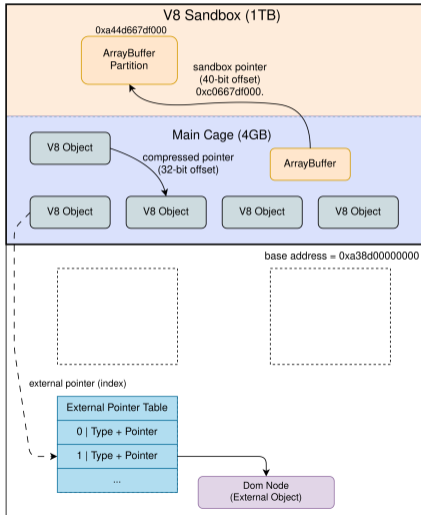 V8 Sandbox (1TB)
0xa44d667df000
ArrayBuffer
Partition
sandbox pointer
(40-bit offset)
0xc0667df000.
Main Cage (4GB)
V8 Object
compressed pointer
(32-bit offset)
ArrayBuffer
V8 Object
V8 Object
V8 Object
V8 Object
base address = 0xa38d00000000
external pointer (index)
External Pointer Table
0 | Type + Pointer
1 | Type + Pointer
...
Dom Node
(External Object)